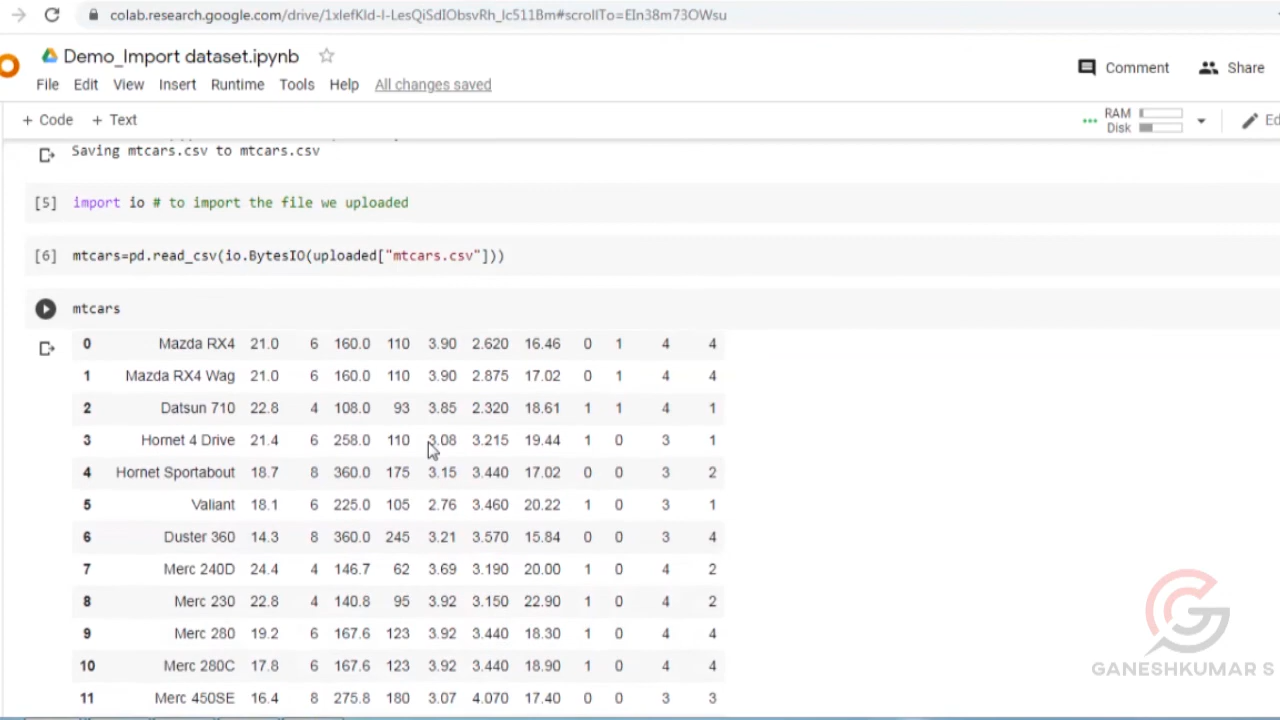 colab.research.google.com/drive/1xlefKld-I-LesQiSdIObsvRh_Ic511Bm#scrollTo=EIn38m73OWsu
Demo_Import dataset.ipynb
Comment Share
File Edit View Insert Runtime Tools Help All changes saved
+ Code + Text
RAM
Disk
Ed
Saving mtcars.csv to mtcars.csv
[5] import io # to import the file we uploaded
[6] mtcars=pd.read_csv(io.BytesIO(uploaded["mtcars.csv"]))
mtcars
0 Mazda RX4 21.0 6 160.0 110 3.90 2.620 16.46 0 1 4 4
1 Mazda RX4 Wag 21.0 6 160.0 110 3.90 2.875 17.02 0 1 4 4
2 Datsun 710 22.8 4 108.0 93 3.85 2.320 18.61 1 1 4 1
3 Hornet 4 Drive 21.4 6 258.0 110 3.08 3.215 19.44 1 0 3 1
4 Hornet Sportabout 18.7 8 360.0 175 3.15 3.440 17.02 0 0 3 2
5 Valiant 18.1 6 225.0 105 2.76 3.460 20.22 1 0 3 1
6 Duster 360 14.3 8 360.0 245 3.21 3.570 15.84 0 0 3 4
7 Merc 240D 24.4 4 146.7 62 3.69 3.190 20.00 1 0 4 2
8 Merc 230 22.8 4 140.8 95 3.92 3.150 22.90 1 0 4 2
9 Merc 280 19.2 6 167.6 123 3.92 3.440 18.30 1 0 4 4
10 Merc 280C 17.8 6 167.6 123 3.92 3.440 18.90 1 0 4 4
11 Merc 450SE 16.4 8 275.8 180 3.07 4.070 17.40 0 0 3 3
GANESHKUMAR S